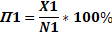 П1 = X1/N1 * 100%